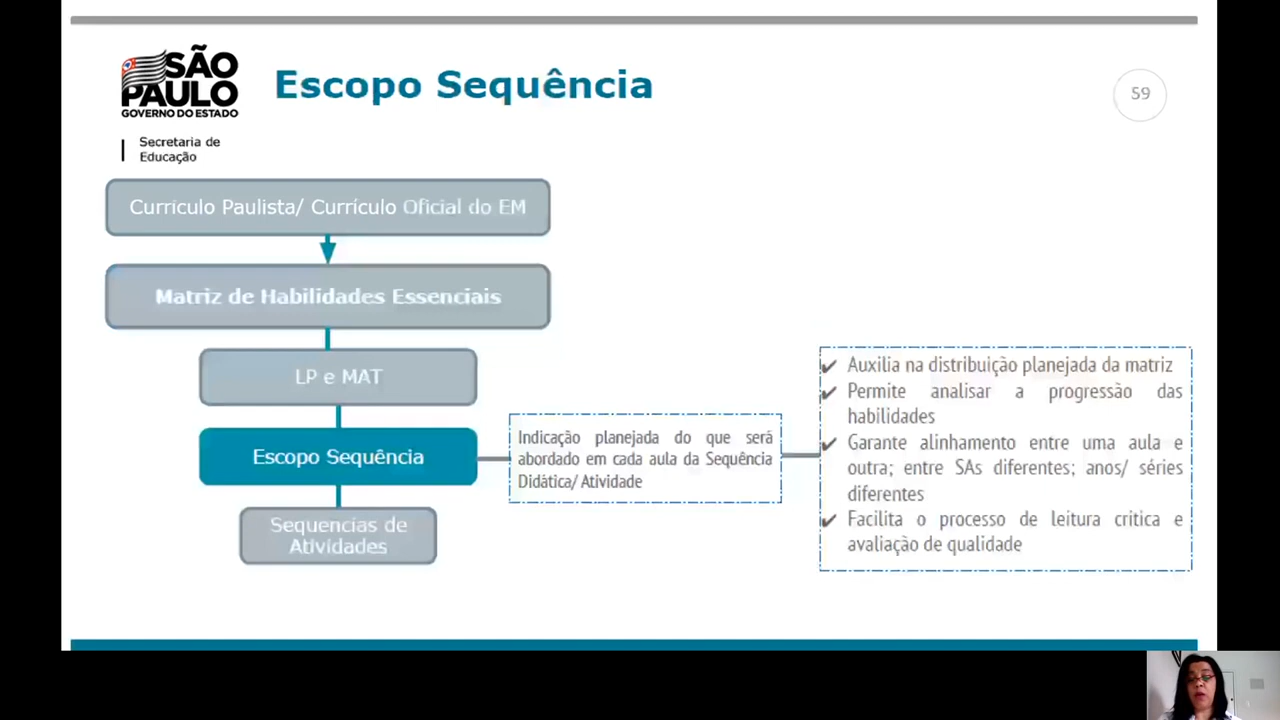 SÃO
PAULO
GOVERNO DO ESTADO
Secretaria de
Educação
Escopo Sequência
59
Curriculo Paulista/ Currículo Oficial do EM
Matriz de Habilidades Essenciais
LP e MAT
Escopo Sequência
Sequencias de
Atividades
Indicação planejada do que será
abordado em cada aula da Sequência
Didática/ Atividade
✔ Auxilia na distribuição planejada da matriz
✔ Permite analisar a progressão das
habilidades
✔ Garante alinhamento entre uma aula e
outra; entre SAs diferentes; anos/ séries
diferentes
✔ Facilita o processo de leitura critica e
avaliação de qualidade